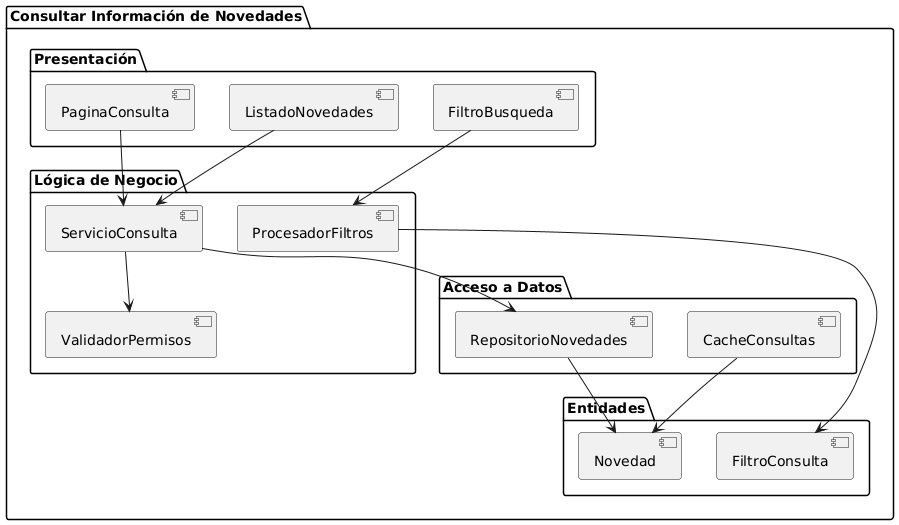 Consultar Información de Novedades
Presentación
PaginaConsulta
ListadoNovedades
FiltroBusqueda
Lógica de Negocio
ServicioConsulta
ProcesadorFiltros
ValidadorPermisos
Acceso a Datos
RepositorioNovedades
CacheConsultas
Entidades
Novedad
FiltroConsulta